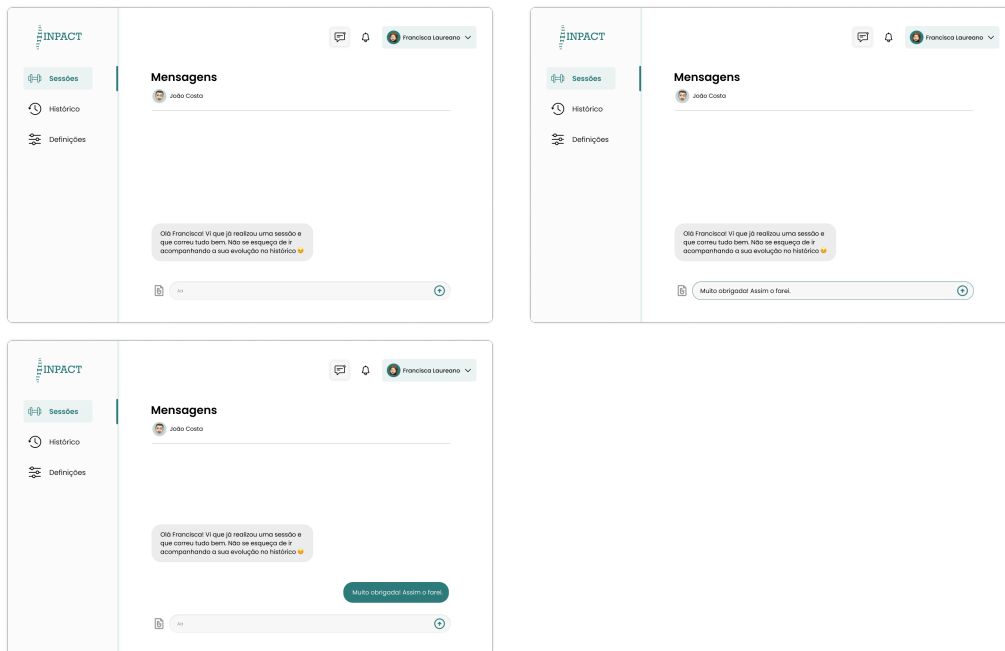 INPACT
Francisca Laureano
Sessões
Histórico
Definições
Mensagens
João Costa
Olá Francisca! Vi que já realizou uma sessão e
que correu tudo bem. Não se esqueça de ir
acompanhando a sua evolução no histórico 😉
Aa
INPACT
Francisca Laureano
Sessões
Histórico
Definições
Mensagens
João Costa
Olá Francisca! Vi que já realizou uma sessão e
que correu tudo bem. Não se esqueça de ir
acompanhando a sua evolução no histórico 😉
Muito obrigada! Assim o farei.
INPACT
Francisca Laureano
Sessões
Histórico
Definições
Mensagens
João Costa
Olá Francisca! Vi que já realizou uma sessão e
que correu tudo bem. Não se esqueça de ir
acompanhando a sua evolução no histórico 😉
Muito obrigada! Assim o farei.
Aa